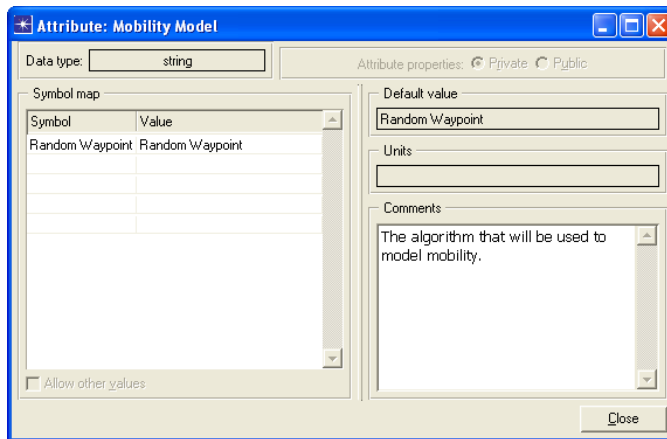 Attribute: Mobility Model
Data type: string
Attribute properties: Private Public
Symbol map
Symbol Value
Random Waypoint Random Waypoint
Allow other values
Default value
Random Waypoint
Units
Comments
The algorithm that will be used to
model mobility.
Close